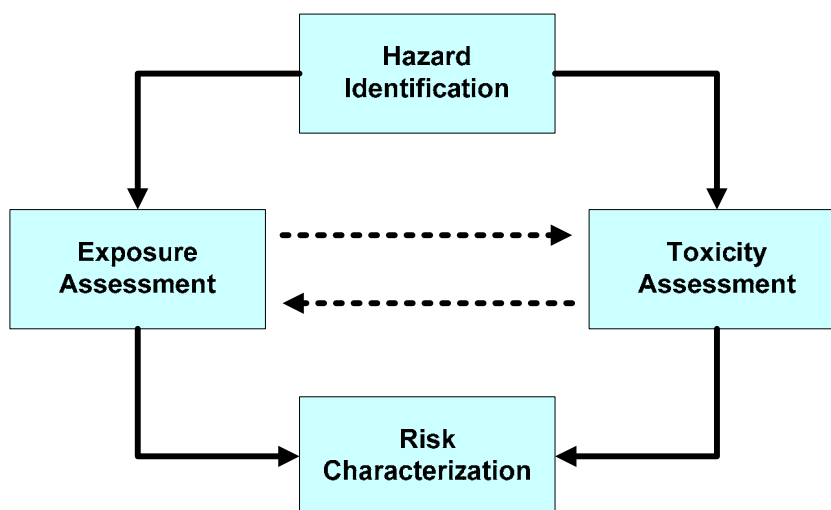 Hazard
Identification
Exposure
Assessment
Toxicity
Assessment
Risk
Characterization